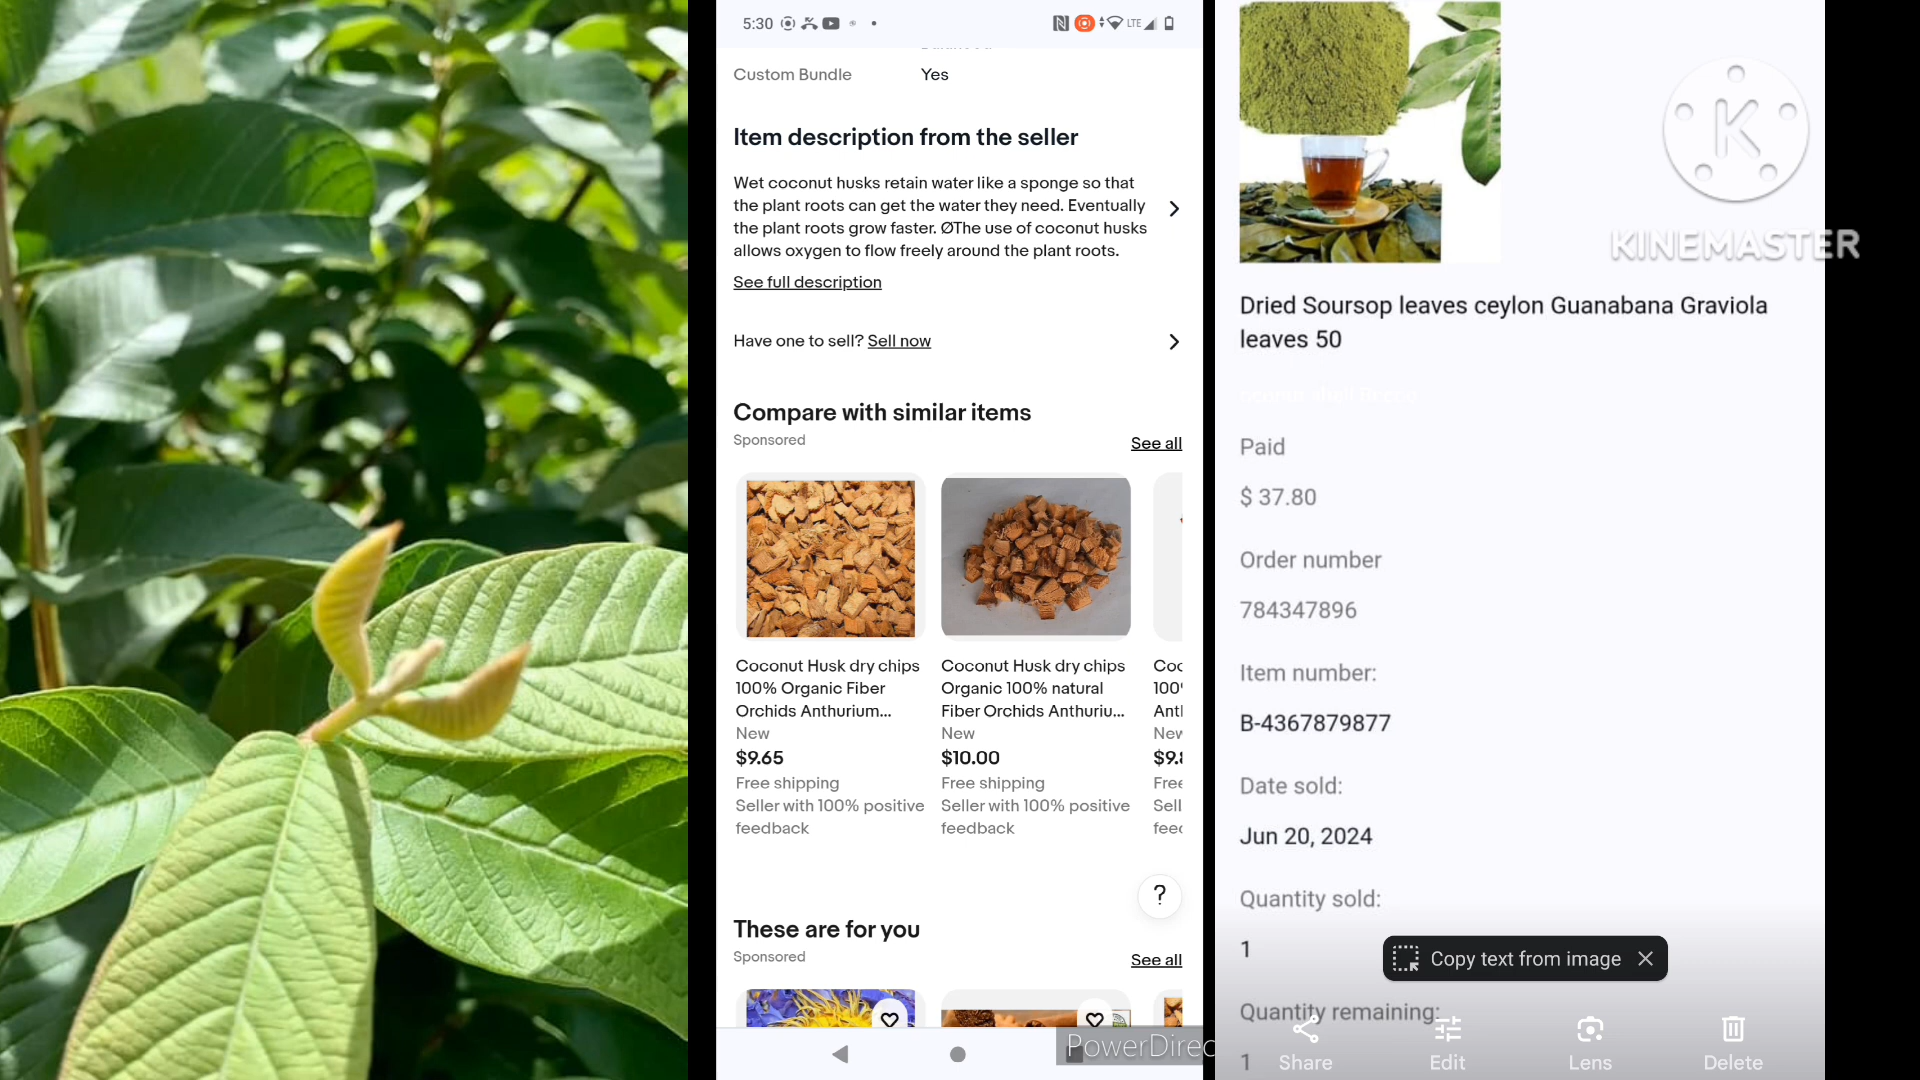 5:30
LTE
Custom Bundle Yes
Item description from the seller
Wet coconut husks retain water like a sponge so that
the plant roots can get the water they need. Eventually
the plant roots grow faster. ØThe use of coconut husks
allows oxygen to flow freely around the plant roots.
See full description
Have one to sell? Sell now
Compare with similar items
Sponsored
See all
Coconut Husk dry chips
100% Organic Fiber
Orchids Anthurium...
New
$9.65
Free shipping
Seller with 100% positive
feedback
Coconut Husk dry chips
Organic 100% natural
Fiber Orchids Anthuriu...
New
$10.00
Free shipping
Seller with 100% positive
feedback
?
These are for you
Sponsored
See all
PowerDirec
K
KINEMASTER
Dried Soursop leaves ceylon Guanabana Graviola
leaves 50
Paid
$ 37.80
Order number
784347896
Item number:
B-4367879877
Date sold:
Jun 20, 2024
Quantity sold:
1
Copy text from image
Quantity remaining:
1
Share
Edit
Lens
Delete